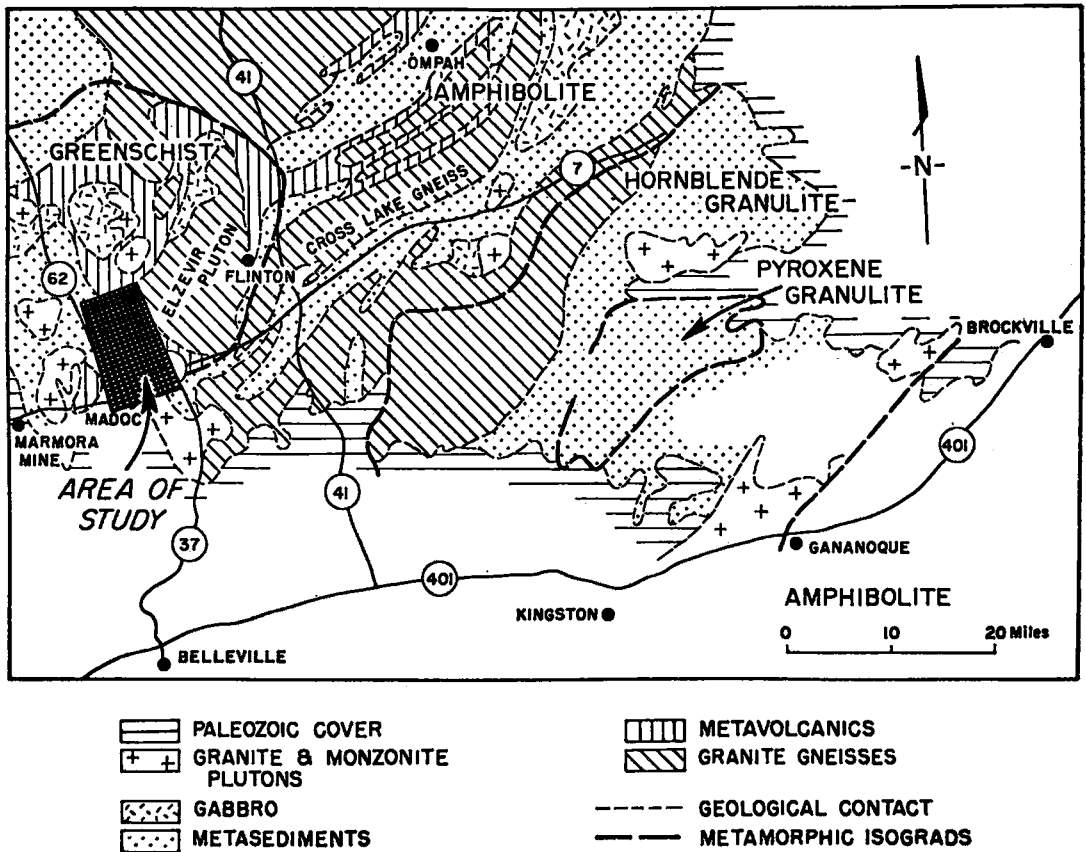 41
OMPAH
AMPHIBOLITE
GREENSCHIST
-N-
7
HORNBLENDE
GRANULITE
CROSS LAKE GNEISS
ELZEVIR
PLUTON
FLINTON
62
PYROXENE
GRANULITE
BROCKVILLE
MADOC
MARMORA
MINE
AREA OF
STUDY
401
41
37
GANANOQUE
401
KINGSTON
AMPHIBOLITE
0 10 20 Miles
BELLEVILLE
PALEOZOIC COVER
GRANITE & MONZONITE
PLUTONS
GABBRO
METASEDIMENTS
METAVOLCANICS
GRANITE GNEISSES
GEOLOGICAL CONTACT
METAMORPHIC ISOGRADS